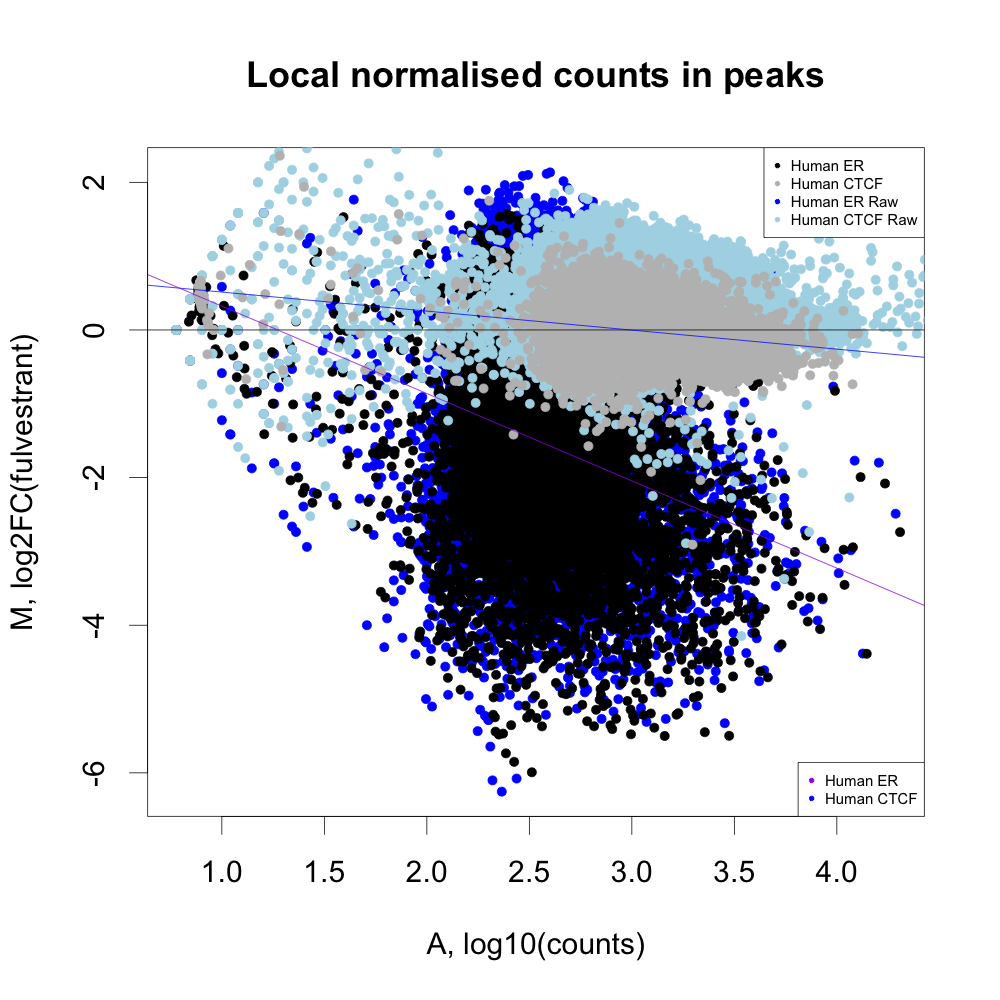 Local normalised counts in peaks
Human ER
Human CTCF
Human ER Raw
Human CTCF Raw
2
0
-2
-4
-6
M, log2FC(fulvestrant)
Human ER
Human CTCF
1.0 1.5 2.0 2.5 3.0 3.5 4.0
A, log10(counts)